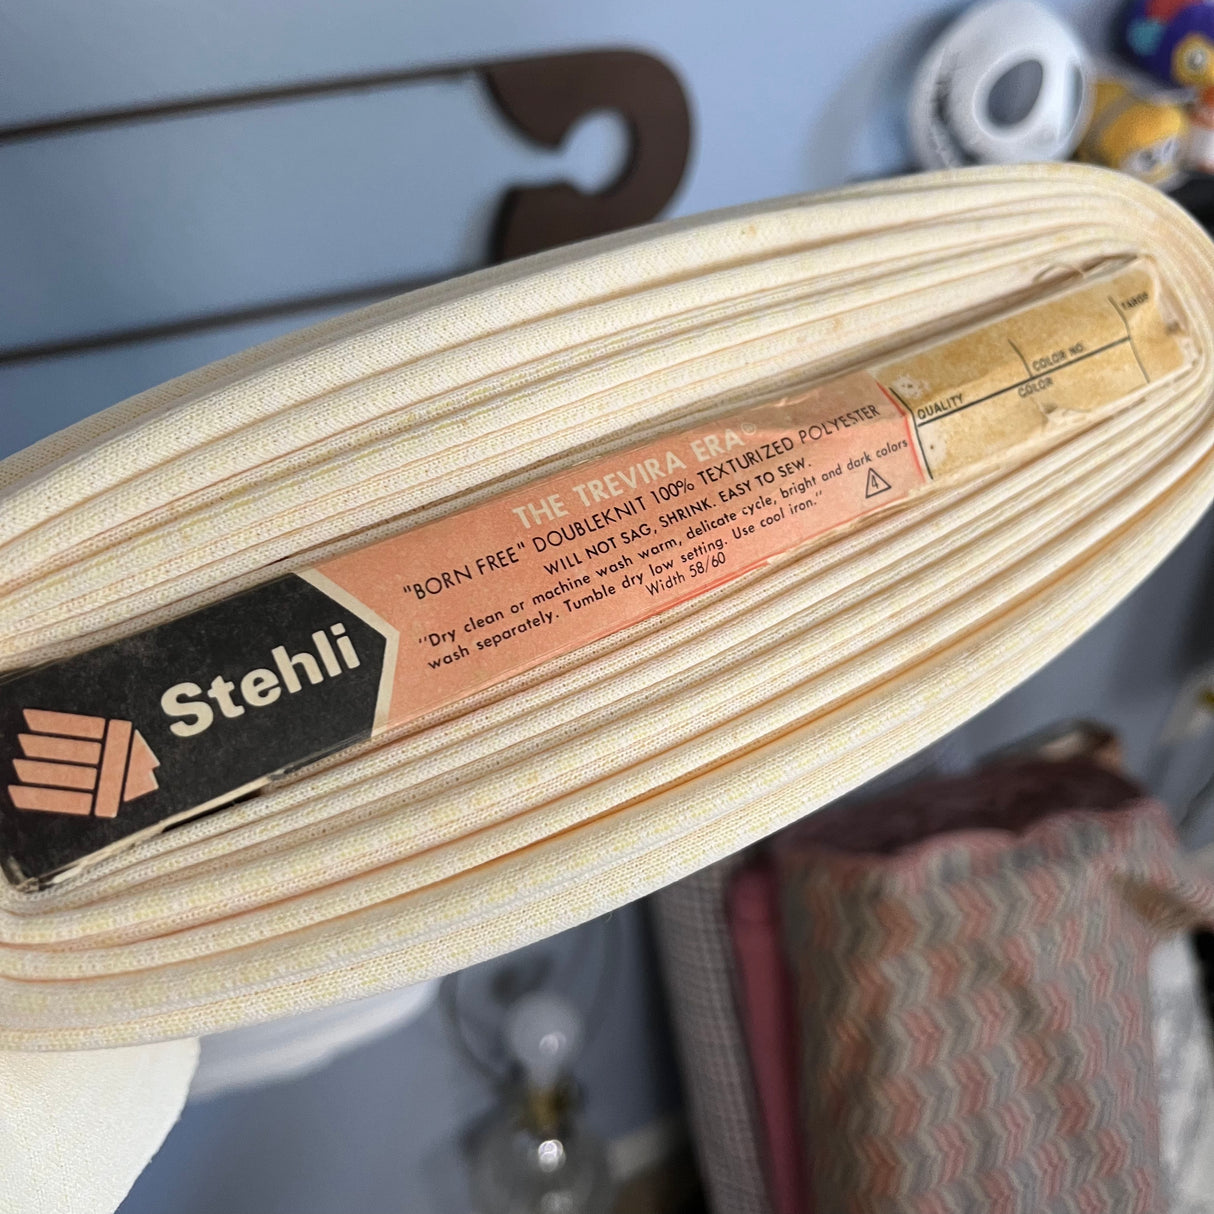 Stehli
THE TREVIRA ERA®
"BORN FREE" DOUBLEKNIT 100% TEXTURIZED POLYESTER
WILL NOT SAG, SHRINK. EASY TO SEW.
"Dry clean or machine wash warm, delicate cycle, bright and dark colors
wash separately. Tumble dry low setting. Use cool iron."
Width 58/60
4
QUALITY
COLOR NO.
COLOR
YARDS